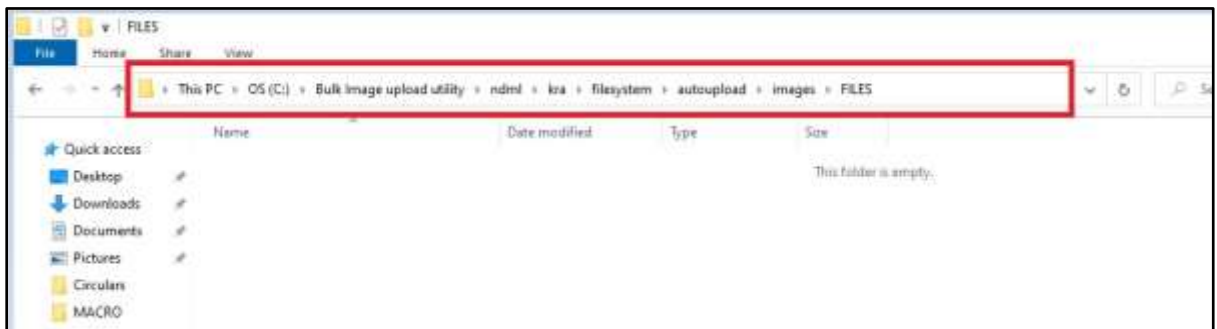 FILES
File Home Share View
This PC › OS (C:) › Bulk Image upload utility › ndml › kra › filesystem › autoupload › images › FILES
Name Date modified Type Size
This folder is empty.
Quick access
Desktop
Downloads
Documents
Pictures
Circulars
MACRO